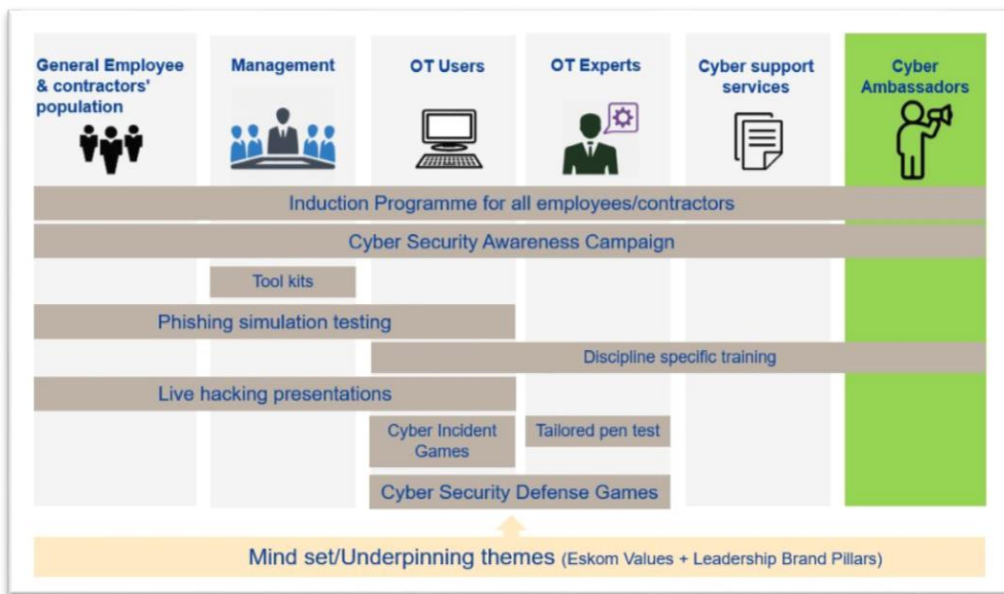 General Employee
& contractors'
population
Management
OT Users
OT Experts
Cyber support
services
Cyber
Ambassadors
Induction Programme for all employees/contractors
Cyber Security Awareness Campaign
Tool kits
Phishing simulation testing
Discipline specific training
Live hacking presentations
Cyber Incident
Games
Tailored pen test
Cyber Security Defense Games
Mind set/Underpinning themes (Eskom Values + Leadership Brand Pillars)